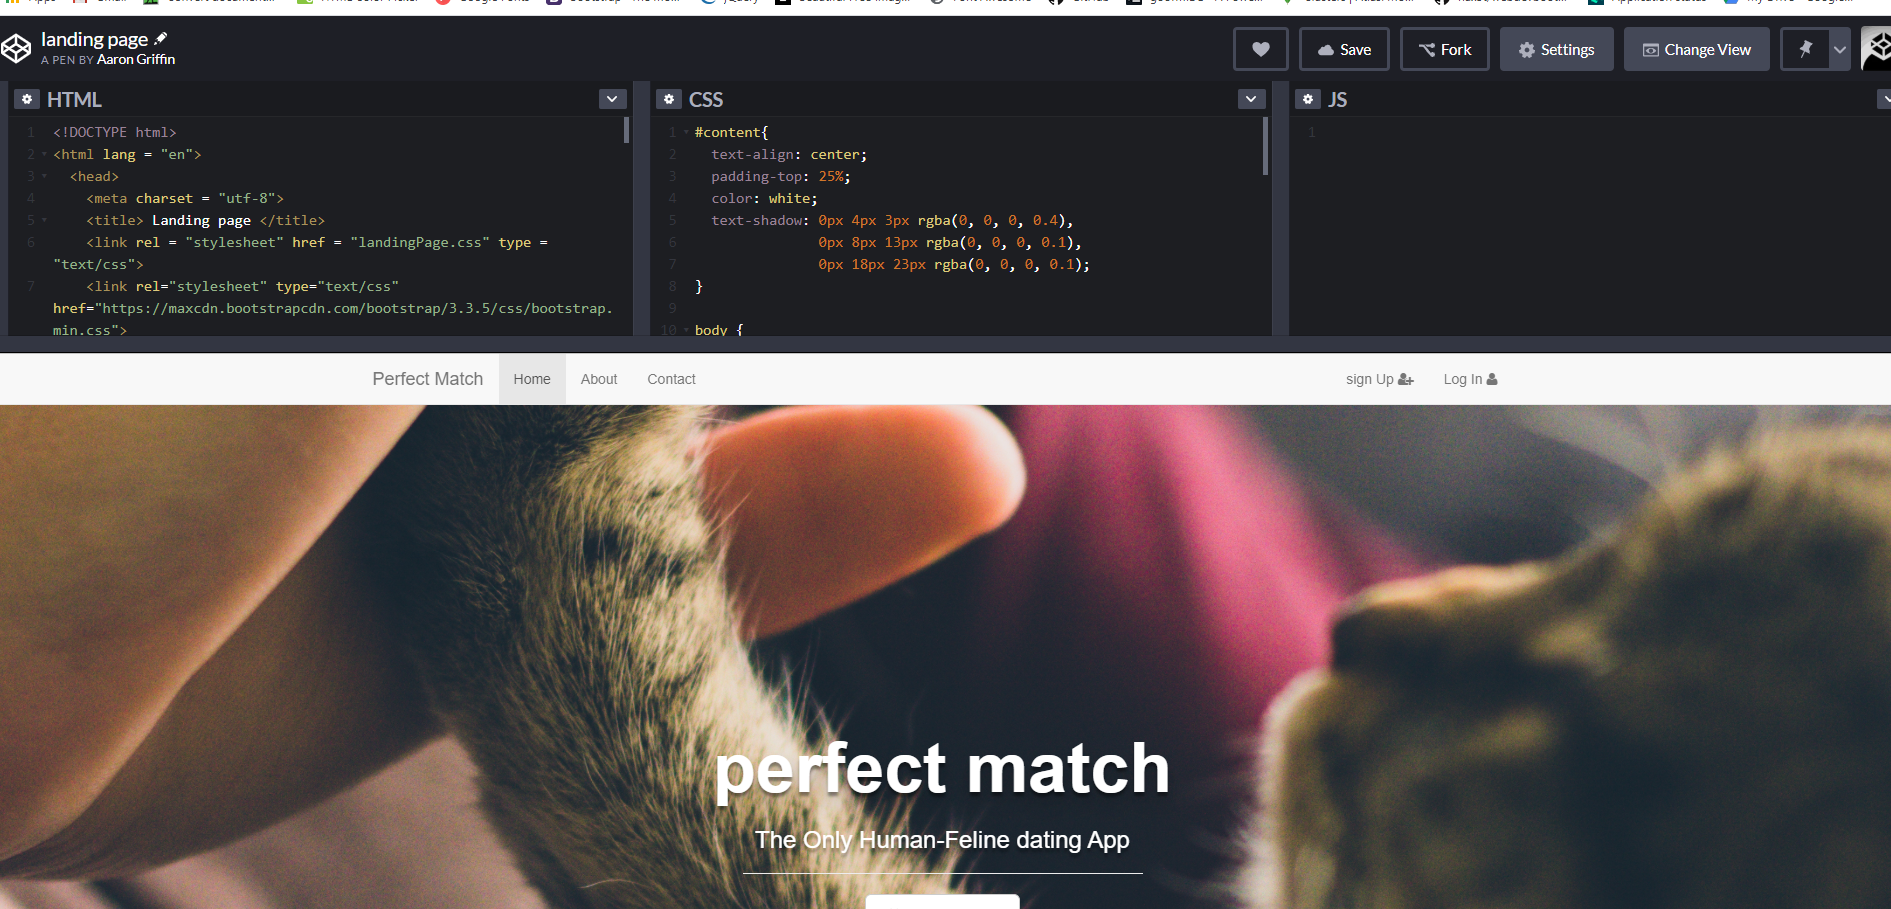 landing page
A PEN BY Aaron Griffin
Save
Fork
Settings
Change View
HTML
1 <!DOCTYPE html>
2 <html lang = "en">
3 <head>
4 <meta charset = "utf-8">
5 <title> Landing page </title>
6 <link rel = "stylesheet" href = "landingPage.css" type =
"text/css">
7 <link rel="stylesheet" type="text/css"
href="https://maxcdn.bootstrapcdn.com/bootstrap/3.3.5/css/bootstrap.
min.css">
CSS
1 #content{
2 text-align: center;
3 padding-top: 25%;
4 color: white;
5 text-shadow: 0px 4px 3px rgba(0, 0, 0, 0.4),
6 0px 8px 13px rgba(0, 0, 0, 0.1),
7 0px 18px 23px rgba(0, 0, 0, 0.1);
8 }
9
10 body {
JS
1
Perfect Match
Home
About
Contact
sign Up
Log In
perfect match
The Only Human-Feline dating App